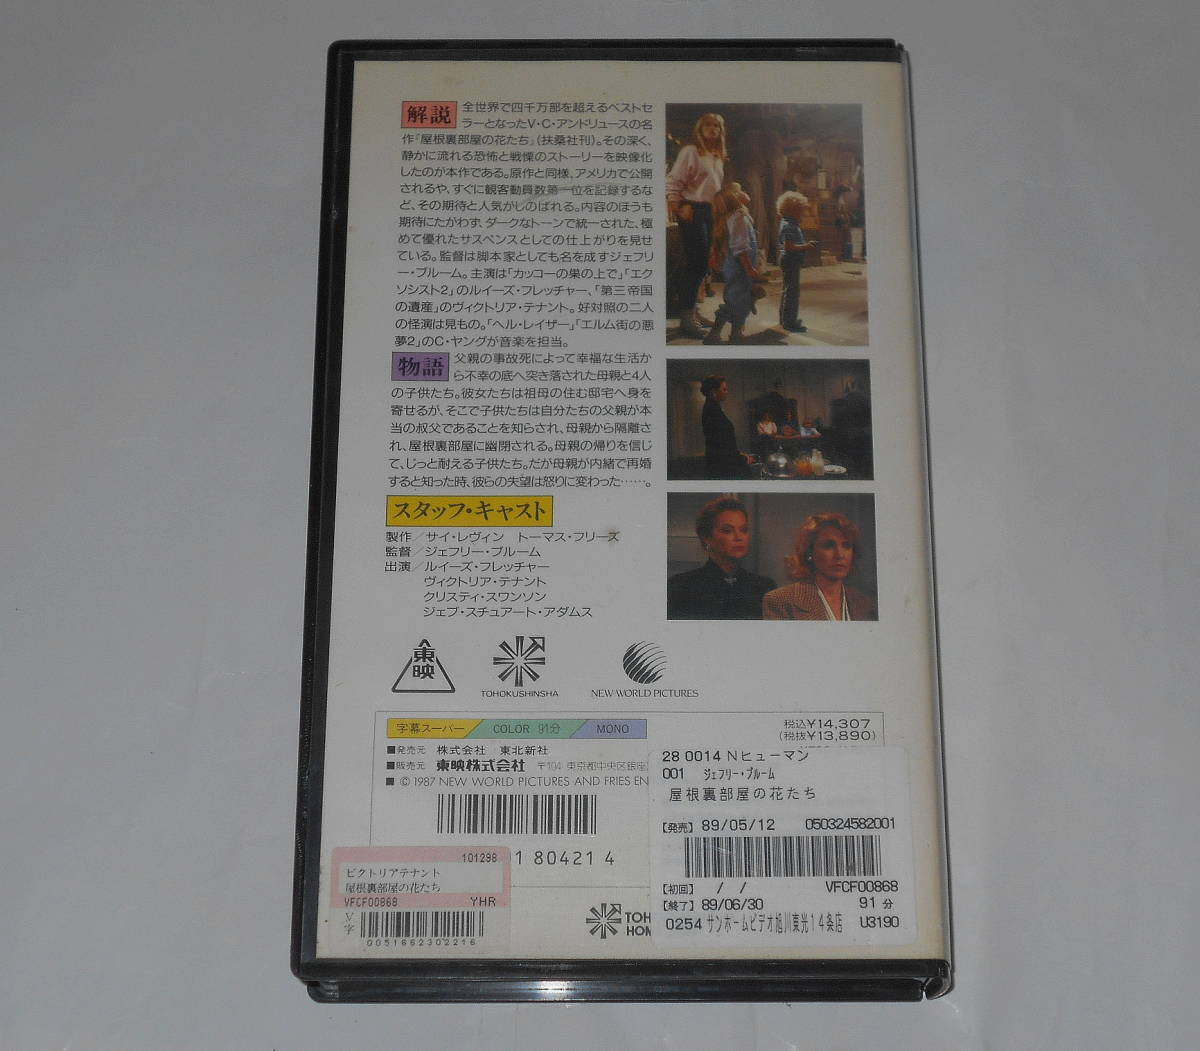 解説
全世界で四千万部を超えるベストセ
ラーとなったV・C・アンドリュースの名
作『屋根裏部屋の花たち』(扶桑社刊)。その深く、
静かに流れる恐怖と戦慄のストーリーを映像化
したのが本作である。原作と同様、アメリカで公開
されるや、すぐに観客動員数第一位を記録するな
ど、その期待と人気がしのばれる。内容のほうも
期待にたがわず、ダークなトーンで統一された、極
めて優れたサスペンスとしての仕上がりを見せ
ている。監督は脚本家としても名を成すジェフリ
ー・ブルーム。主演は「カッコーの巣の上で」「エク
ソシスト2」のルイーズ・フレッチャー、「第三帝国
の遺産」のヴィクトリア・テナント。好対照の二人
の怪演は見もの。「ヘル・レイザー」「エルム街の悪
夢2」のC・ヤングが音楽を担当。
物語
父親の事故死によって幸福な生活か
ら不幸の底へ突き落された母親と4人
の子供たち。彼女たちは祖母の住む邸宅へ身を
寄せるが、そこで子供たちは自分たちの父親が本
当の叔父であることを知らされ、母親から隔離さ
れ、屋根裏部屋に幽閉される。母親の帰りを信じ
て、じっと耐える子供たち。だが母親が内緒で再婚
すると知った時、彼らの失望は怒りに変わった……。
スタッフ・キャスト
製作/サイ・レヴィン トーマス・フリーズ
監督/ジェフリー・ブルーム
出演/ルイーズ・フレッチャー
ヴィクトリア・テナント
クリスティ・スワンソン
ジェブ・スチュアート・アダムス
東映
TOHOKUSHINSHA
NEW WORLD PICTURES
字幕スーパー COLOR 91分 MONO
税込¥14,307
(税抜¥13,890)
■発売元 株式会社 東北新社
■販売元 東映株式会社 〒104 東京都中央区銀座
■ © 1987 NEW WORLD PICTURES AND FRIES EN
1 80421 4
28 0014 Nヒューマン
001 ジェフリー・ブルーム
屋根裏部屋の花たち
【発売】 89/05/12 050324582001
【初回】 / / VFCF00868
【終了】 89/06/30 91分
0254 サンホームビデオ旭川東光14条店 U3190
101298
ビクトリアテナント
屋根裏部屋の花たち
VFCF00868 YHR
V字
0051662302216
TOH
HOM